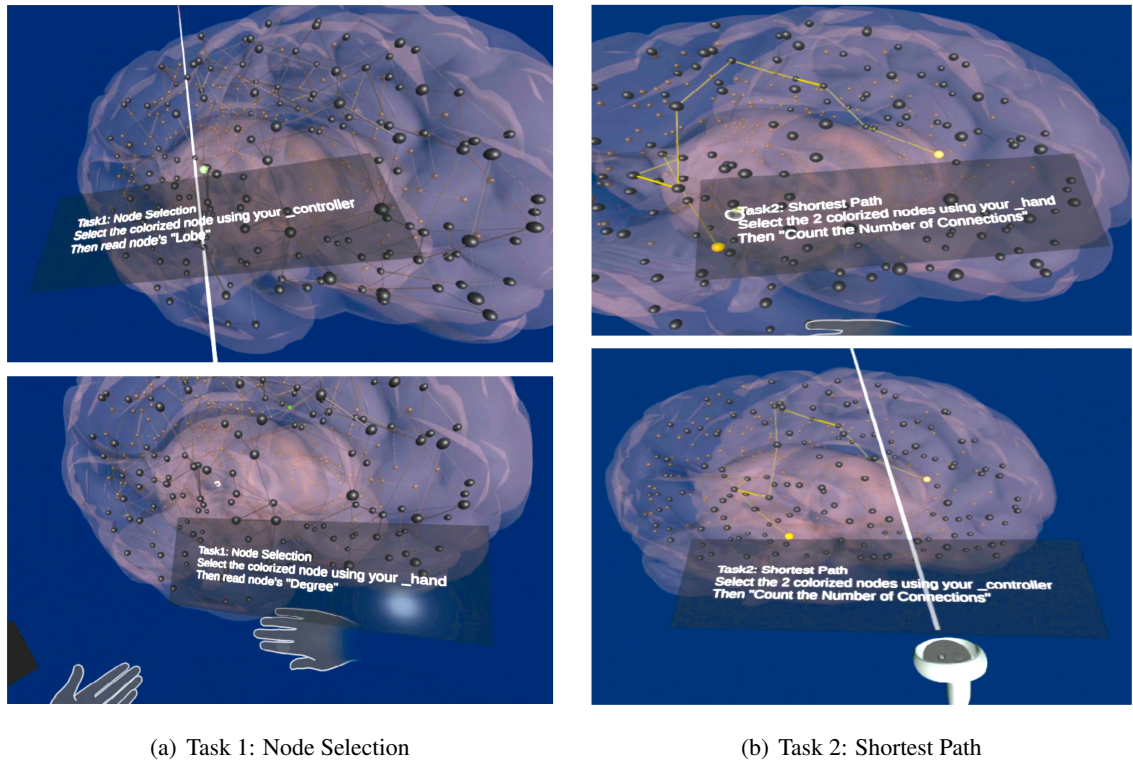 Task1: Node Selection
Select the colorized node using your _controller
Then read node's "Lobe"
Task1: Node Selection
Select the colorized node using your _hand
Then read node's "Degree"
(a) Task 1: Node Selection
Task2: Shortest Path
Select the 2 colorized nodes using your _hand
Then "Count the Number of Connections"
Task2: Shortest Path
Select the 2 colorized nodes using your _controller
Then "Count the Number of Connections"
(b) Task 2: Shortest Path